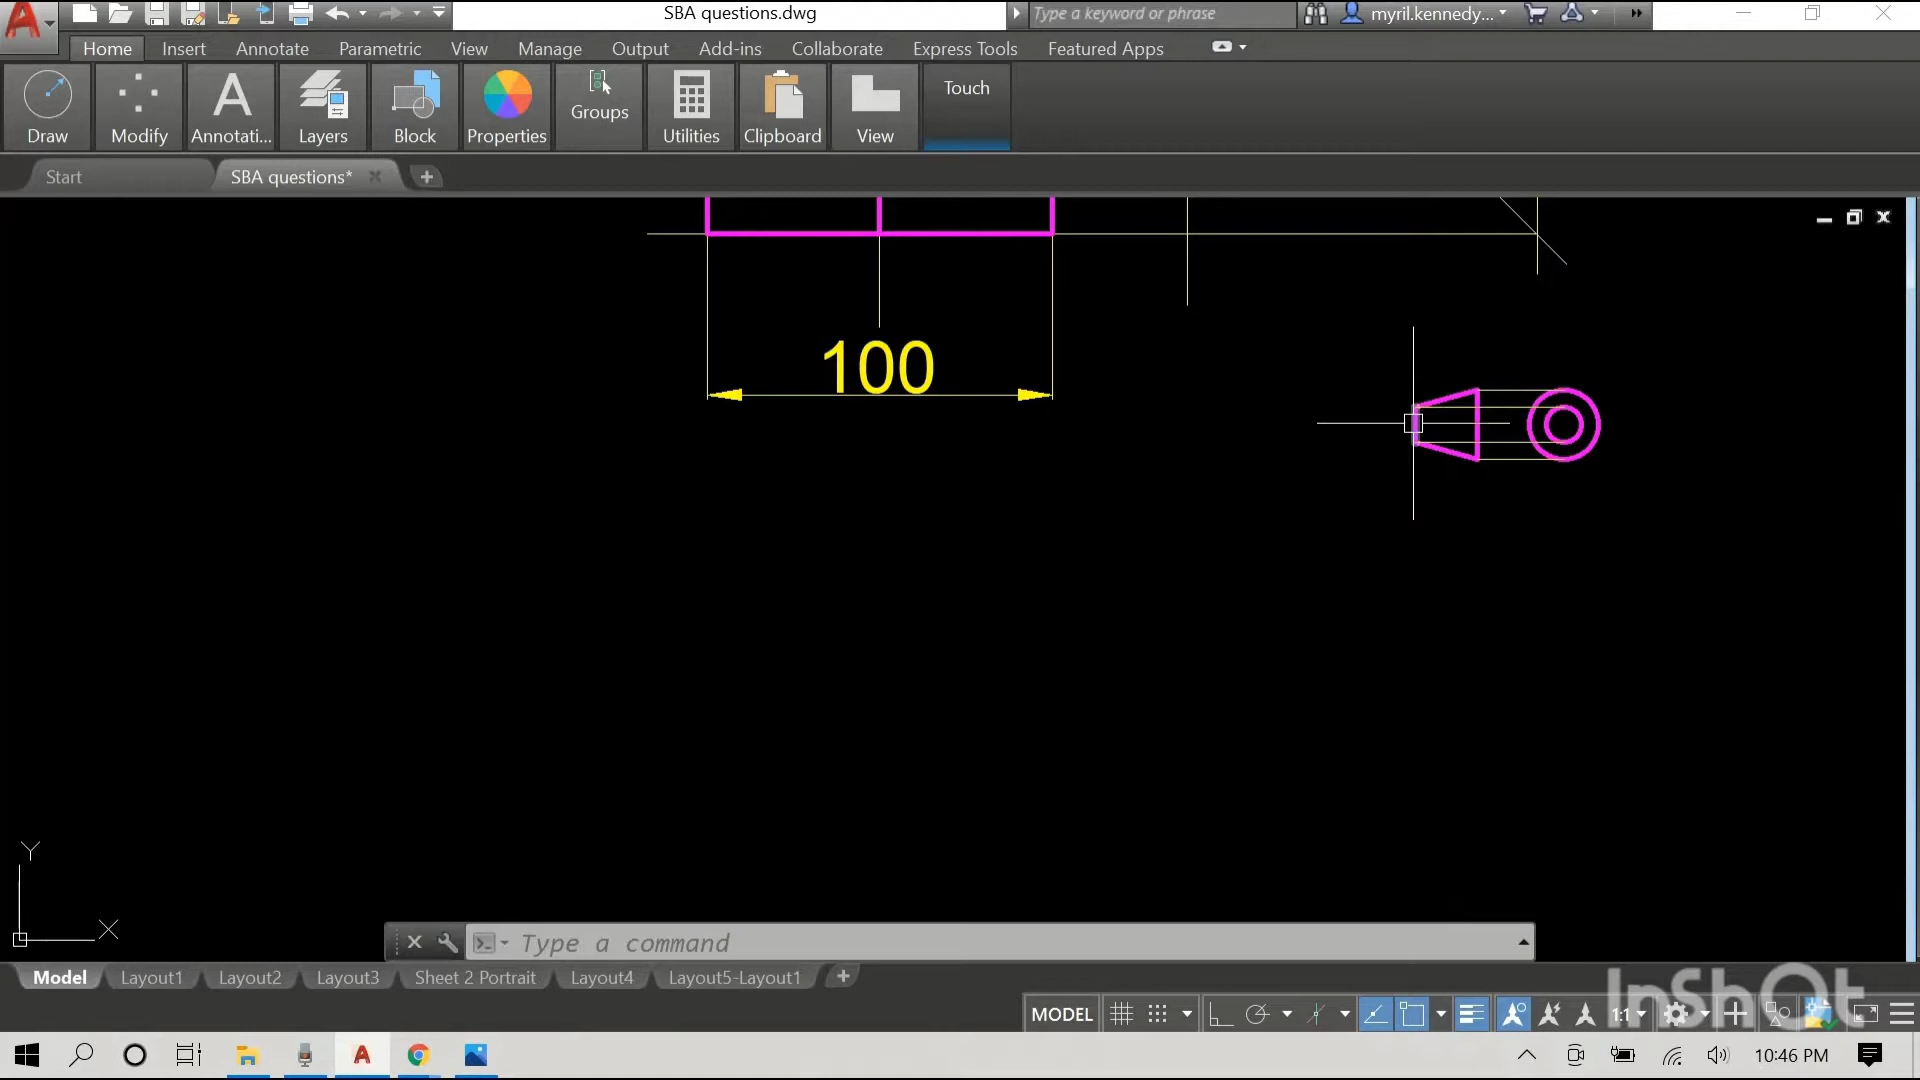 SBA questions.dwg
Type a keyword or phrase
myril.kennedy...
Home Insert Annotate Parametric View Manage Output Add-ins Collaborate Express Tools Featured Apps
Draw Modify Annotati... Layers Block Properties Groups Utilities Clipboard View Touch
Start SBA questions*
100
Y
X
Type a command
Model Layout1 Layout2 Layout3 Sheet 2 Portrait Layout4 Layout5-Layout1
MODEL 1:1
InShOt
10:46 PM